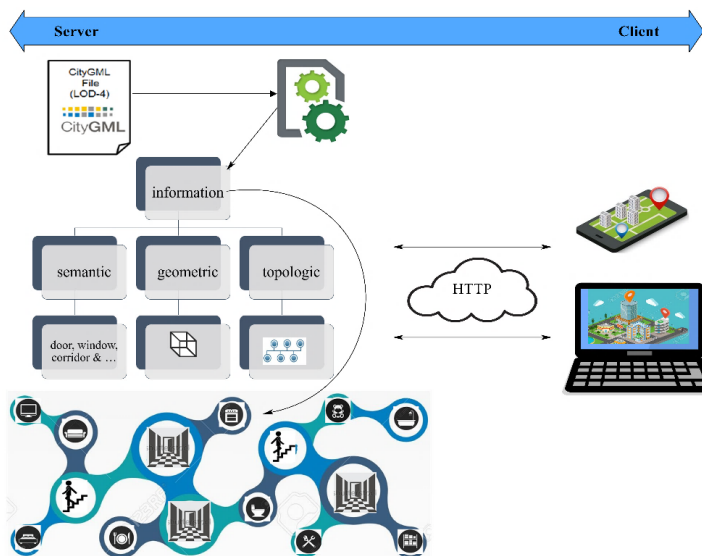 Server
Client
CityGML
File
(LOD-4)
CityGML
information
semantic
geometric
topologic
door, window,
corridor & ...
HTTP